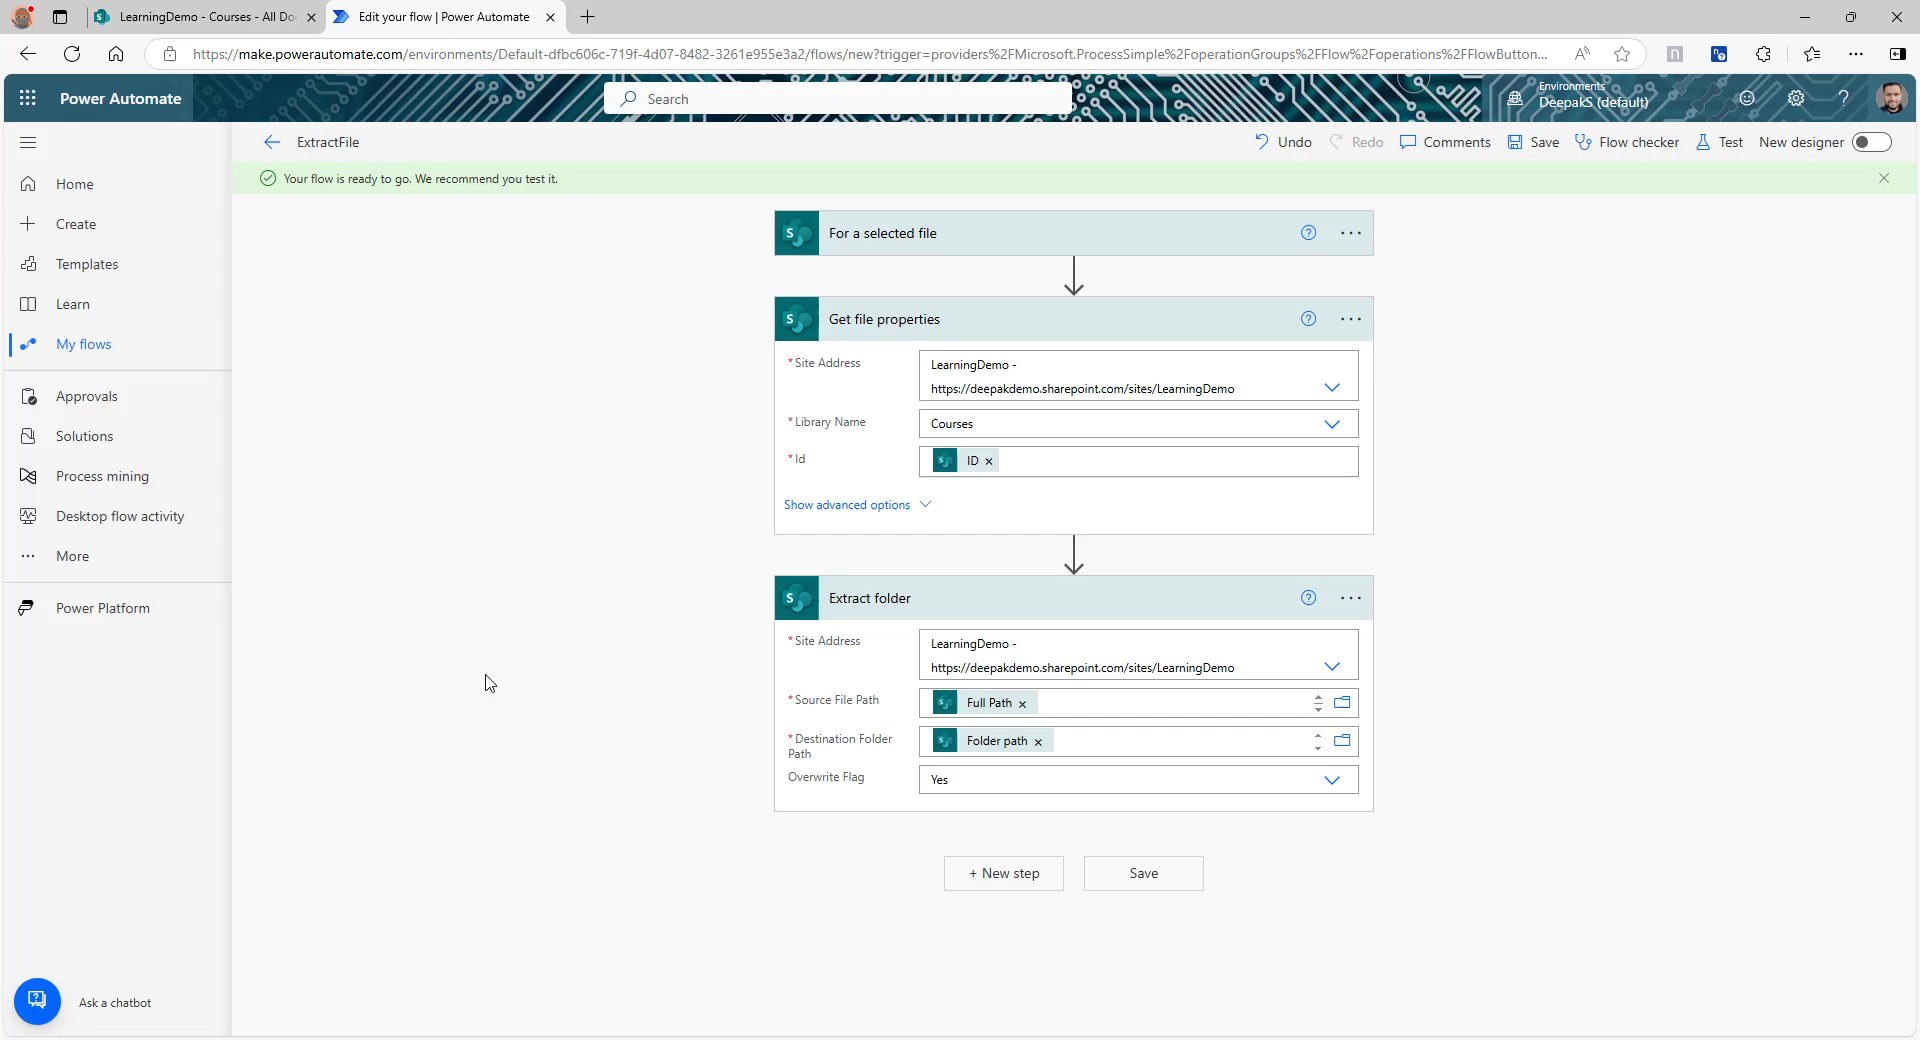 LearningDemo - Courses - All Do
Edit your flow | Power Automate
https://make.powerautomate.com/environments/Default-dfbc606c-719f-4d07-8482-3261e955e3a2/flows/new?trigger=providers%2FMicrosoft.ProcessSimple%2FoperationGroups%2FFlow%2Foperations%2FFlowButton...
Power Automate
Search
Environments
DeepakS (default)
ExtractFile
Undo
Redo
Comments
Save
Flow checker
Test
New designer
Your flow is ready to go. We recommend you test it.
Home
Create
Templates
Learn
My flows
Approvals
Solutions
Process mining
Desktop flow activity
More
Power Platform
Ask a chatbot
For a selected file
Get file properties
* Site Address
LearningDemo -
https://deepakdemo.sharepoint.com/sites/LearningDemo
* Library Name
Courses
* Id
ID
Show advanced options
Extract folder
* Site Address
LearningDemo -
https://deepakdemo.sharepoint.com/sites/LearningDemo
* Source File Path
Full Path
* Destination Folder
Path
Folder path
Overwrite Flag
Yes
+ New step
Save